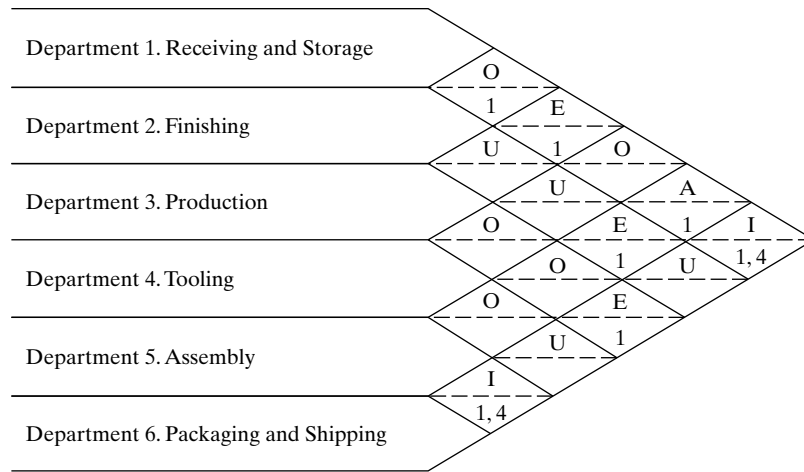 Department 1. Receiving and Storage
O
1
E
Department 2. Finishing
U
1
O
U
A
Department 3. Production
O
E
1
I
1
O
U
1, 4
Department 4. Tooling
O
E
U
1
Department 5. Assembly
I
1, 4
Department 6. Packaging and Shipping